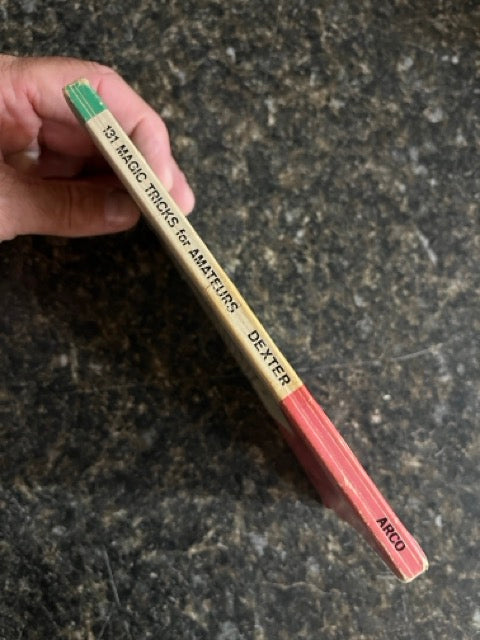 131 MAGIC TRICKS for AMATEURS DEXTER ARCO